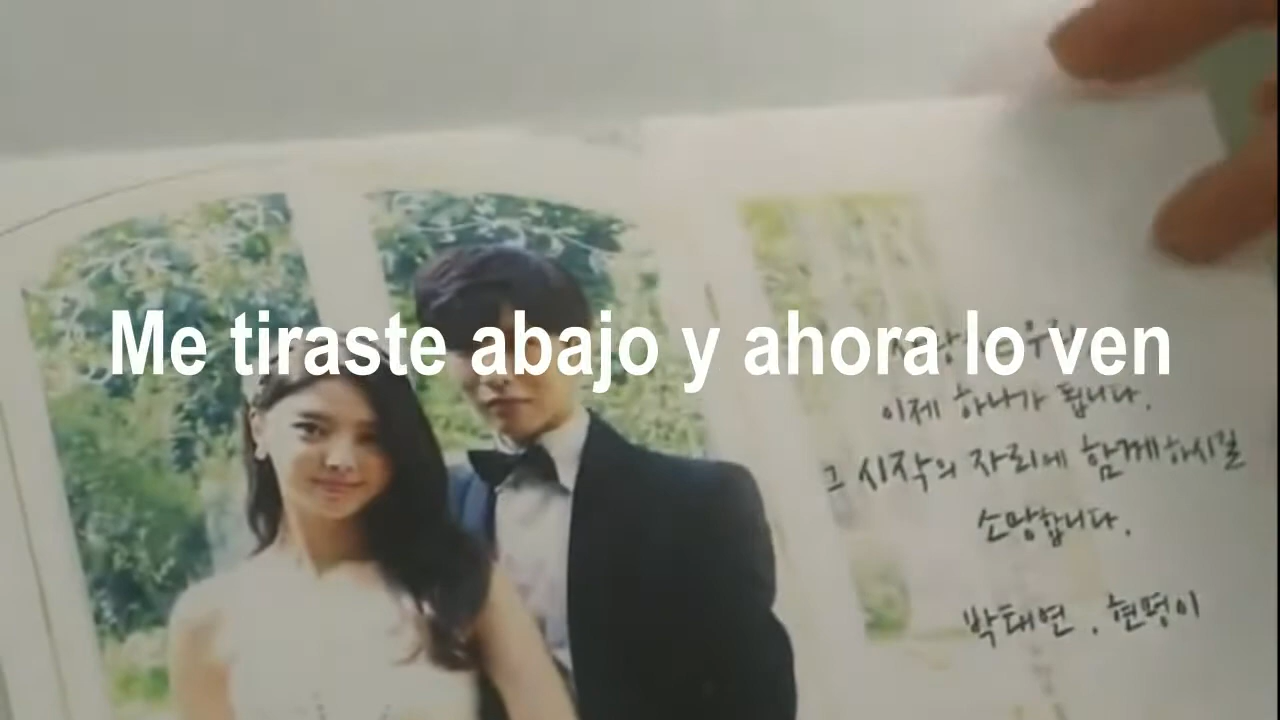 Me tiraste abajo y ahora lo ven
이제 하나가 됩니다.
그 시작의 자리에 함께하시길
소망합니다.
박태연, 현평이